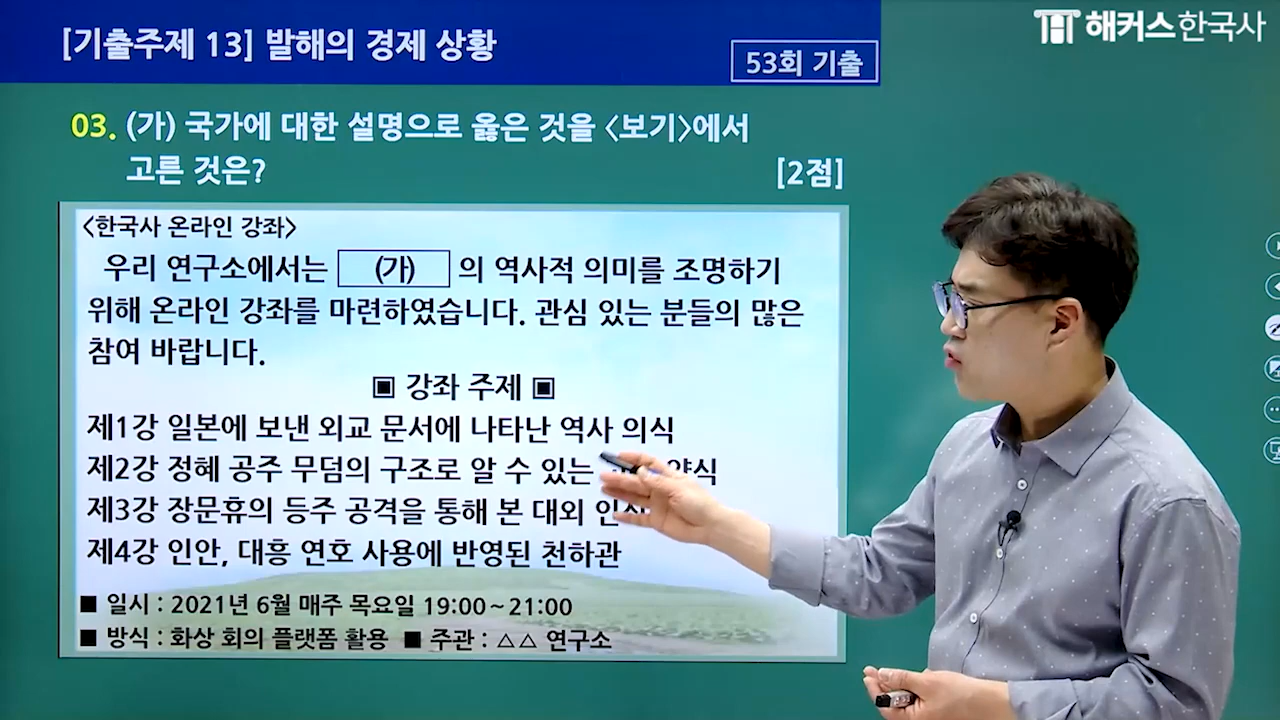 [기출주제 13] 발해의 경제 상황
53회 기출
해커스한국사
03. (가) 국가에 대한 설명으로 옳은 것을 <보기>에서
고른 것은?
[2점]
<한국사 온라인 강좌>
우리 연구소에서는 (가) 의 역사적 의미를 조명하기
위해 온라인 강좌를 마련하였습니다. 관심 있는 분들의 많은
참여 바랍니다.
▣ 강좌 주제 ▣
제1강 일본에 보낸 외교 문서에 나타난 역사 의식
제2강 정혜 공주 무덤의 구조로 알 수 있는 양식
제3강 장문휴의 등주 공격을 통해 본 대외 인식
제4강 인안, 대흥 연호 사용에 반영된 천하관
■ 일시 : 2021년 6월 매주 목요일 19:00~21:00
■ 방식 : 화상 회의 플랫폼 활용 ■ 주관 : △△ 연구소